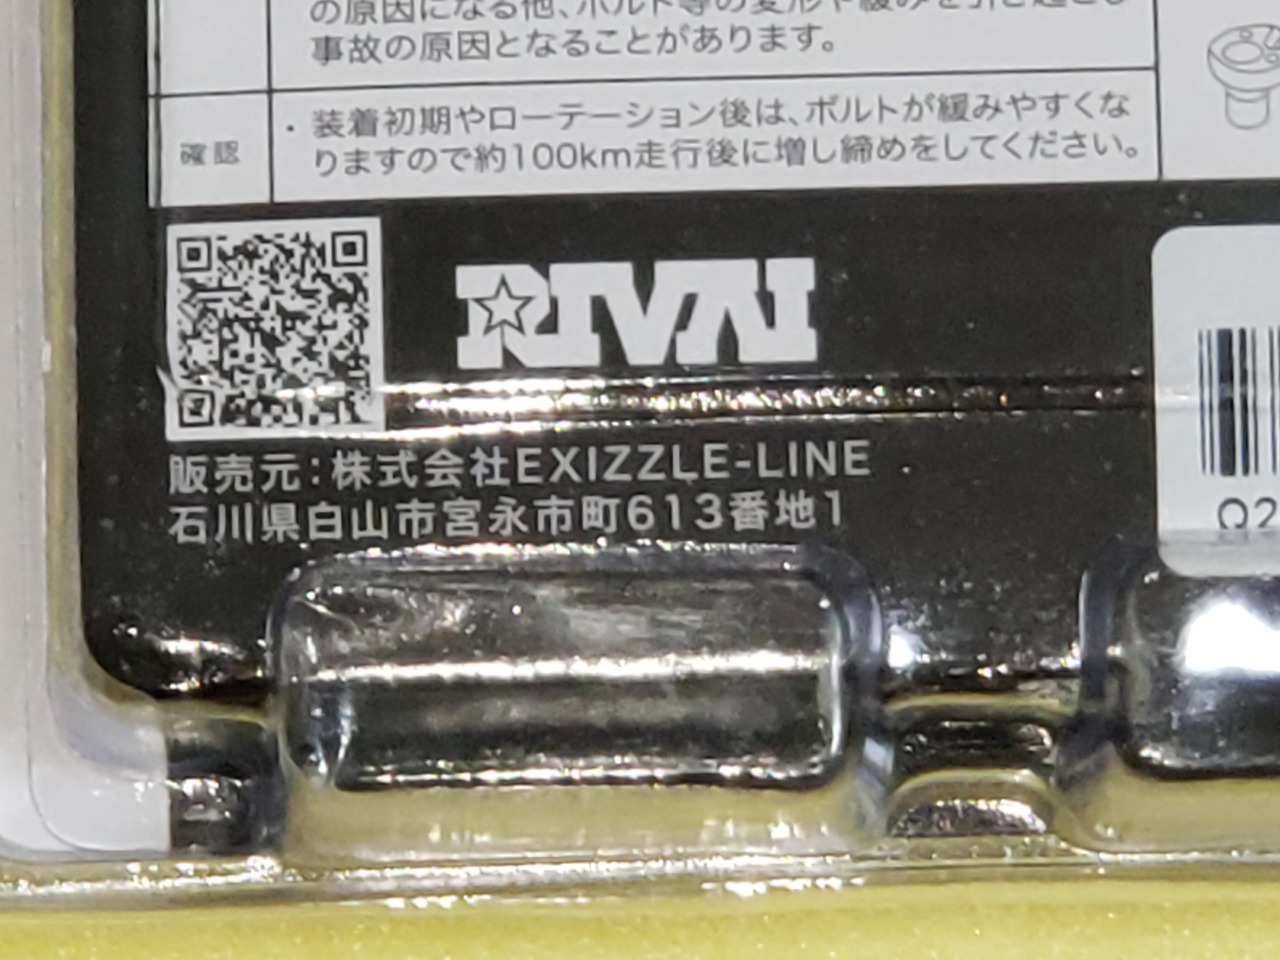 の原因になる他、ボルト等の変形や緩みを引き起こし
事故の原因となることがあります。
確認
・装着初期やローテーション後は、ボルトが緩みやすくな
りますので約100km走行後に増し締めをしてください。
RIVAI
販売元：株式会社EXIZZLE-LINE
石川県白山市宮永市町613番地1
Q2